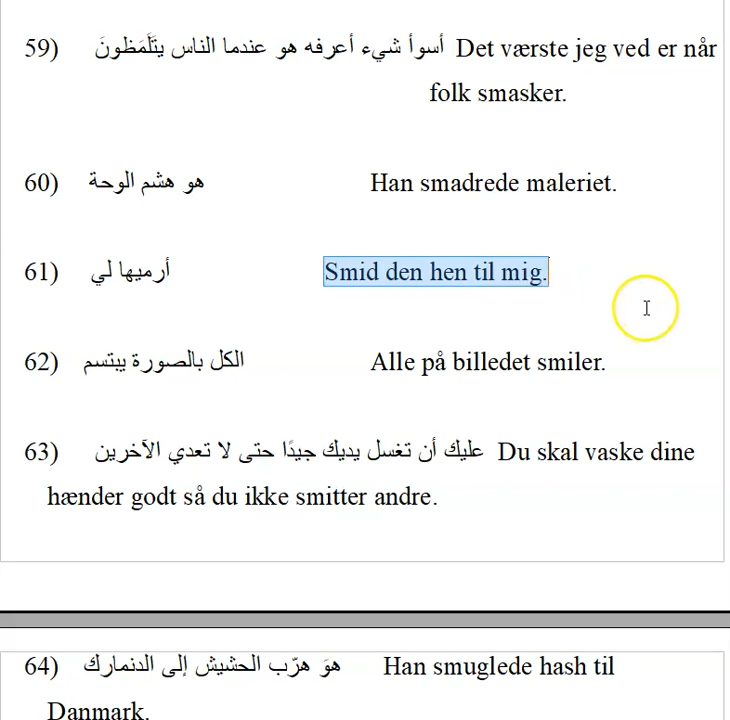 59) أسوأ شيء أعرفه هو عندما الناس يتَلَمَظونَ Det værste jeg ved er når
folk smasker.
60) هو هشم الوحة Han smadrede maleriet.
61) أرميها لي Smid den hen til mig.
62) الكل بالصورة يبتسم Alle på billedet smiler.
63) عليك أن تغسل يديك جيدًا حتى لا تعدي الآخرين Du skal vaske dine
hænder godt så du ikke smitter andre.
64) هوَ هرّب الحشيش إلى الدنمارك Han smuglede hash til
Danmark.